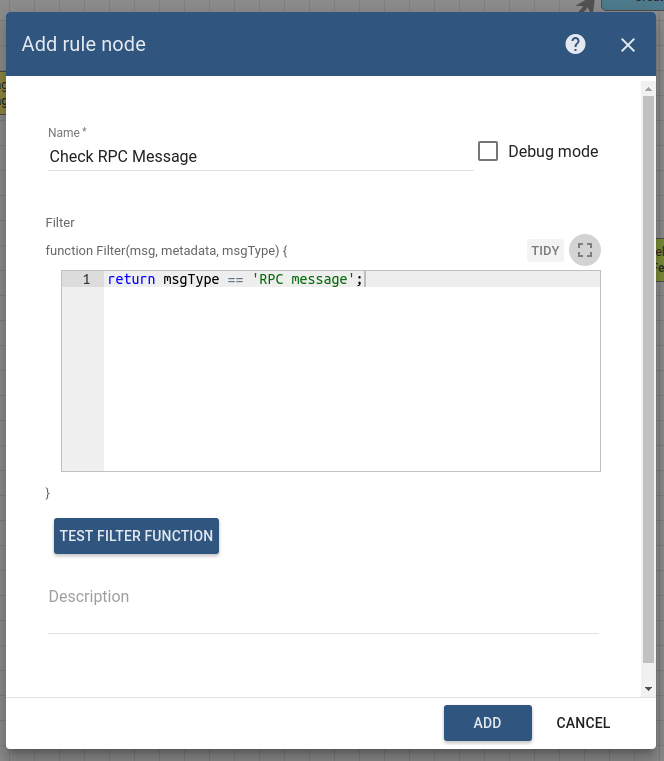 Add rule node
Name *
Check RPC Message
Debug mode
Filter
function Filter(msg, metadata, msgType) {
TIDY
1 return msgType == 'RPC message';
}
TEST FILTER FUNCTION
Description
ADD CANCEL